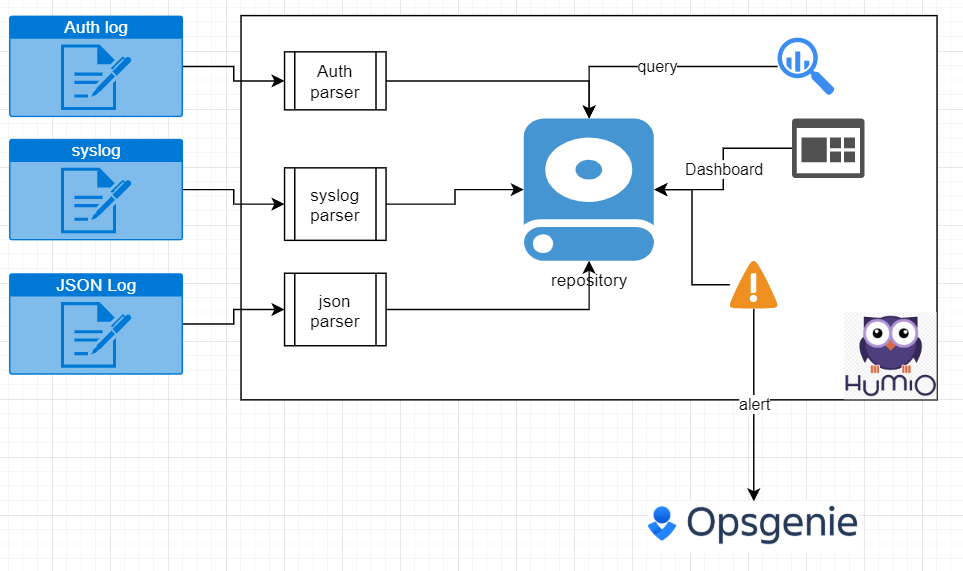 Auth log
Auth
parser
query
syslog
Dashboard
syslog
parser
JSON Log
json
parser
repository
HUMIO
alert
Opsgenie